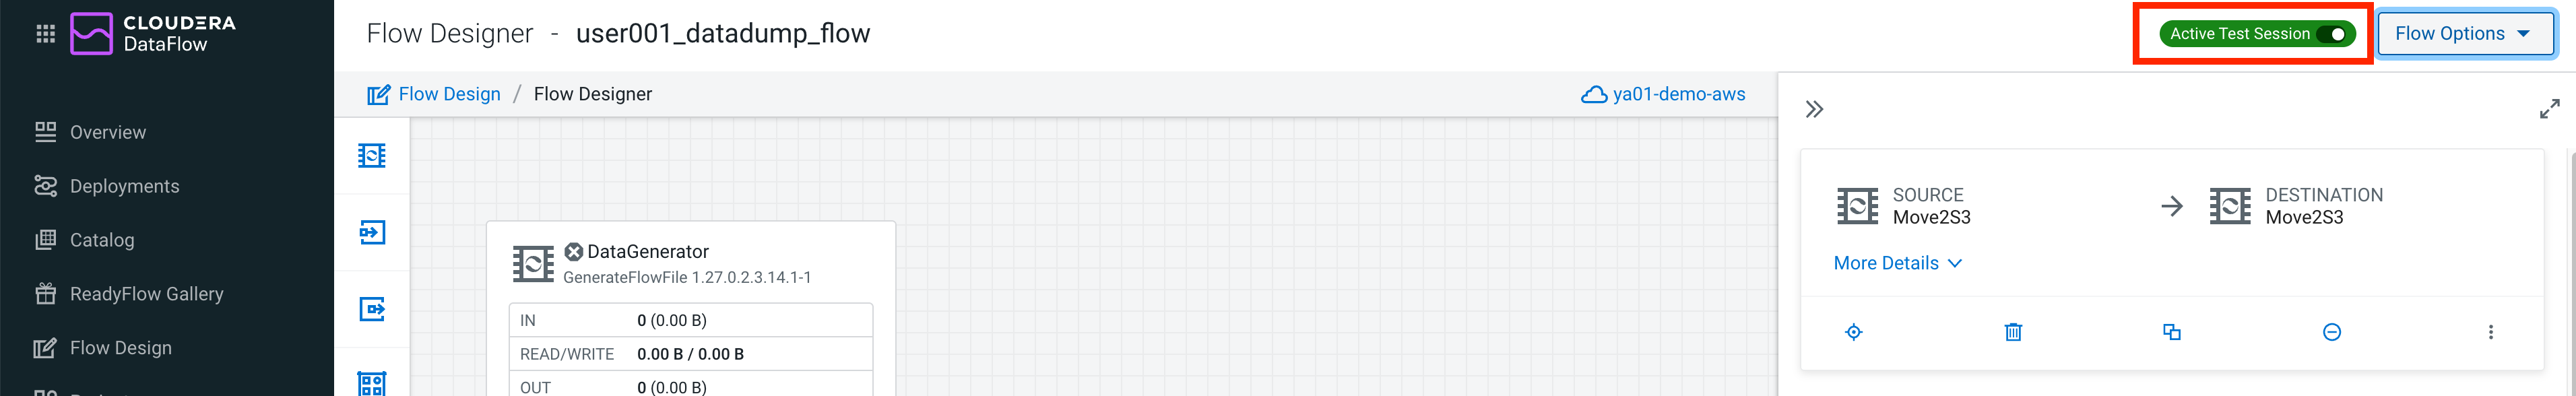 CLOUDERA
DataFlow
Overview
Deployments
Catalog
ReadyFlow Gallery
Flow Design
Flow Designer - user001_datadump_flow
Active Test Session
Flow Options
Flow Design / Flow Designer
ya01-demo-aws
DataGenerator
GenerateFlowFile 1.27.0.2.3.14.1-1
IN 0 (0.00 B)
READ/WRITE 0.00 B / 0.00 B
OUT 0 (0.00 B)
SOURCE
Move2S3
DESTINATION
Move2S3
More Details